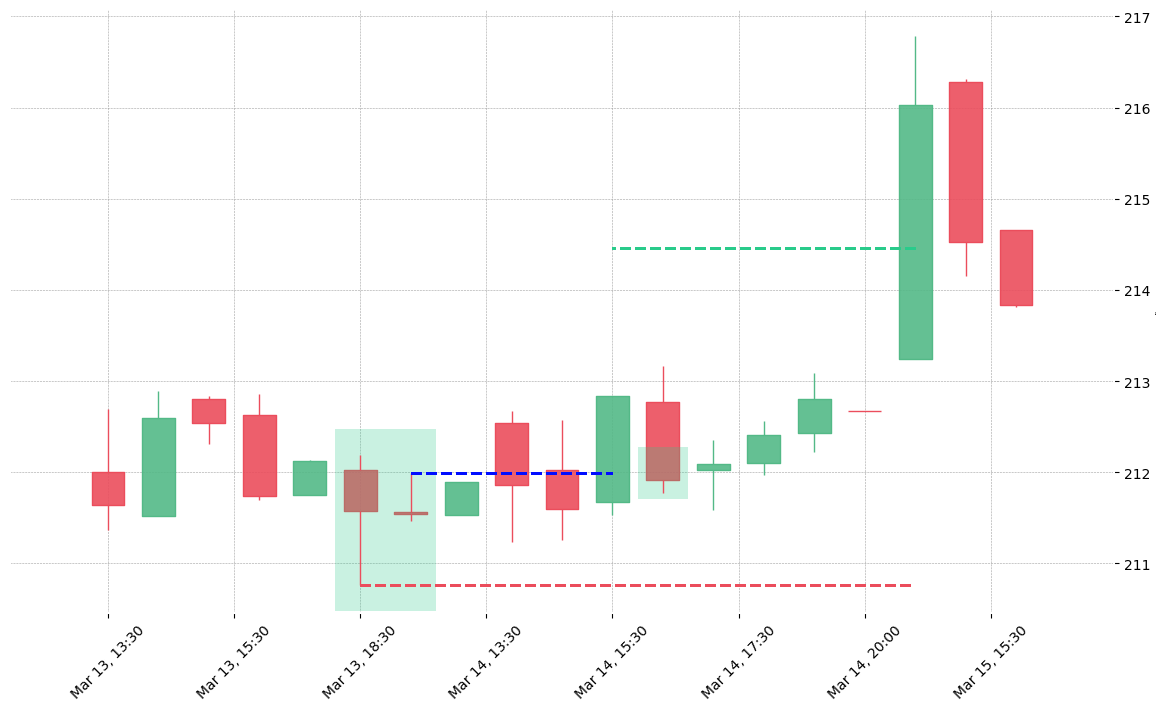 217
216
215
214
213
212
211
Mar 13, 13:30
Mar 13, 15:30
Mar 13, 18:30
Mar 14, 13:30
Mar 14, 15:30
Mar 14, 17:30
Mar 14, 20:00
Mar 15, 15:30